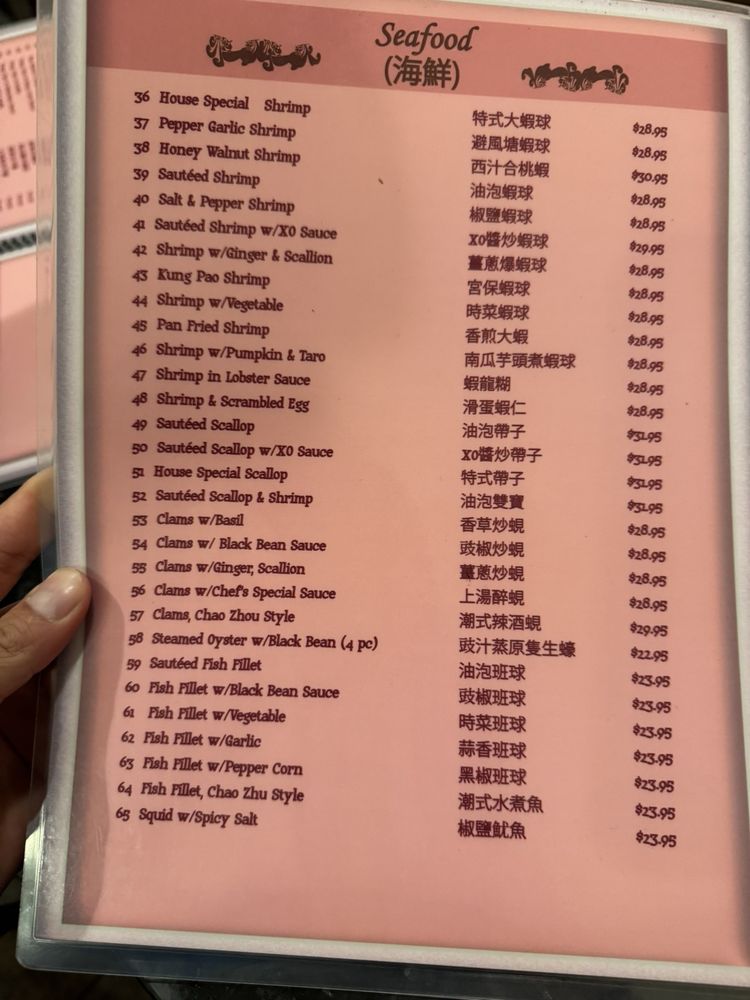 Seafood
(海鮮)
36 House Special Shrimp 特式大蝦球 $28.95
37 Pepper Garlic Shrimp 避風塘蝦球 $28.95
38 Honey Walnut Shrimp 西汁合桃蝦 $30.95
39 Sautéed Shrimp 油泡蝦球 $28.95
40 Salt & Pepper Shrimp 椒鹽蝦球 $28.95
41 Sautéed Shrimp w/XO Sauce XO醬炒蝦球 $29.95
42 Shrimp w/Ginger & Scallion 薑蔥爆蝦球 $28.95
43 Kung Pao Shrimp 宮保蝦球 $28.95
44 Shrimp w/Vegetable 時菜蝦球 $28.95
45 Pan Fried Shrimp 香煎大蝦 $28.95
46 Shrimp w/Pumpkin & Taro 南瓜芋頭煮蝦球 $28.95
47 Shrimp in Lobster Sauce 蝦龍糊 $28.95
48 Shrimp & Scrambled Egg 滑蛋蝦仁 $28.95
49 Sautéed Scallop 油泡帶子 $31.95
50 Sautéed Scallop w/XO Sauce XO醬炒帶子 $31.95
51 House Special Scallop 特式帶子 $31.95
52 Sautéed Scallop & Shrimp 油泡雙寶 $31.95
53 Clams w/Basil 香草炒蜆 $28.95
54 Clams w/ Black Bean Sauce 豉椒炒蜆 $28.95
55 Clams w/Ginger, Scallion 薑蔥炒蜆 $28.95
56 Clams w/Chef's Special Sauce 上湯醉蜆 $28.95
57 Clams, Chao Zhou Style 潮式辣酒蜆 $29.95
58 Steamed Oyster w/Black Bean (4 pc) 豉汁蒸原隻生蠔 $22.95
59 Sautéed Fish Fillet 油泡班球 $23.95
60 Fish Fillet w/Black Bean Sauce 豉椒班球 $23.95
61 Fish Fillet w/Vegetable 時菜班球 $23.95
62 Fish Fillet w/Garlic 蒜香班球 $23.95
63 Fish Fillet w/Pepper Corn 黑椒班球 $23.95
64 Fish Fillet, Chao Zhu Style 潮式水煮魚 $23.95
65 Squid w/Spicy Salt 椒鹽魷魚 $23.95